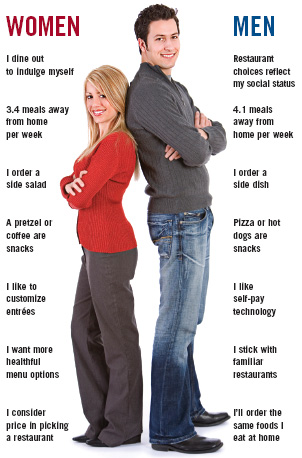 WOMEN
I dine out
to indulge myself
3.4 meals away
from home
per week
I order a
side salad
A pretzel or
coffee are
snacks
I like to
customize
entrées
I want more
healthful
menu options
I consider
price in picking
a restaurant
MEN
Restaurant
choices reflect
my social status
4.1 meals
away from
home per week
I order a
side dish
Pizza or hot
dogs are
snacks
I like
self-pay
technology
I stick with
familiar
restaurants
I'll order the
same foods I
eat at home